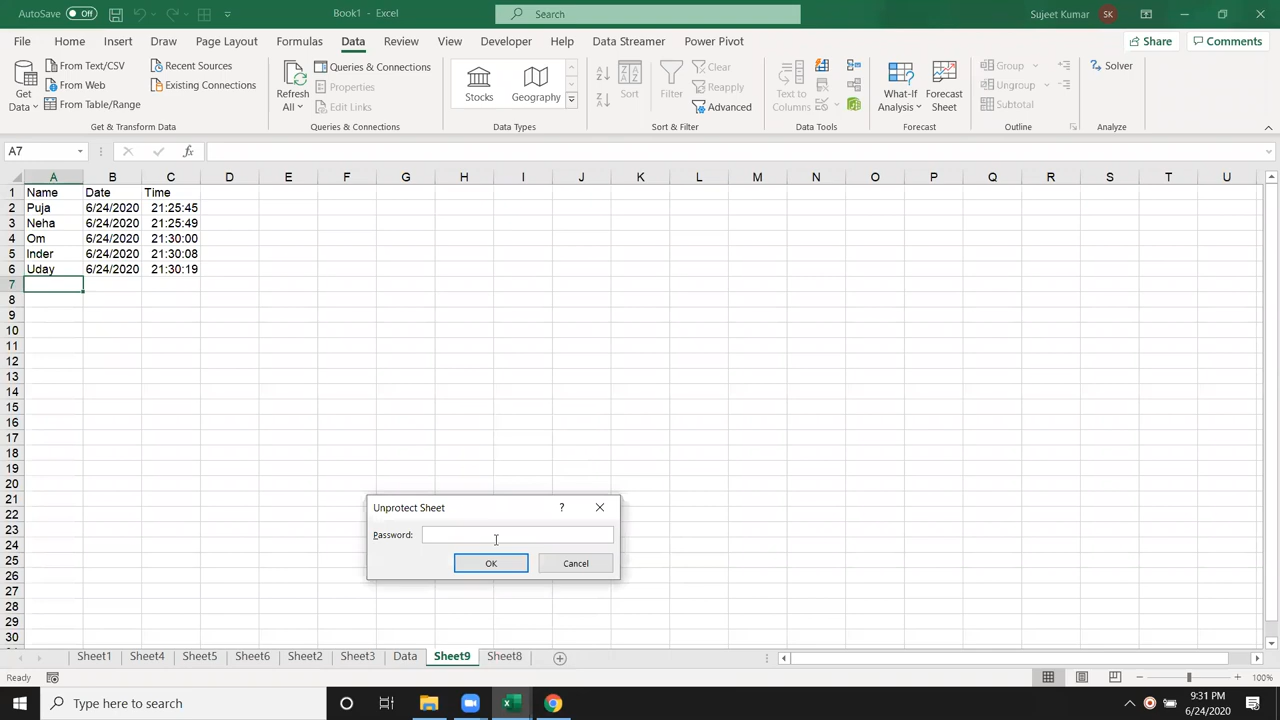 AutoSave Off Book1 - Excel Search Sujeet Kumar SK
File Home Insert Draw Page Layout Formulas Data Review View Developer Help Data Streamer Power Pivot Share Comments
Get Data From Text/CSV From Web From Table/Range Recent Sources Existing Connections
Refresh All Queries & Connections Properties Edit Links
Stocks Geography
Sort Filter Clear Reapply Advanced
Text to Columns
What-If Analysis Forecast Sheet
Group Ungroup Subtotal
Solver
Get & Transform Data Queries & Connections Data Types Sort & Filter Data Tools Forecast Outline Analyze
A7 fx
A B C D E F G H I J K L M N O P Q R S T U
1 Name Date Time
2 Puja 6/24/2020 21:25:45
3 Neha 6/24/2020 21:25:49
4 Om 6/24/2020 21:30:00
5 Inder 6/24/2020 21:30:08
6 Uday 6/24/2020 21:30:19
7
8
9
10
11
12
13
14
15
16
17
18
19
20
21
22
23
24
25
26
27
28
29
30
Unprotect Sheet ?
Password:
OK Cancel
Sheet1 Sheet4 Sheet5 Sheet6 Sheet2 Sheet3 Data Sheet9 Sheet8
Ready 100%
Type here to search 9:31 PM
6/24/2020